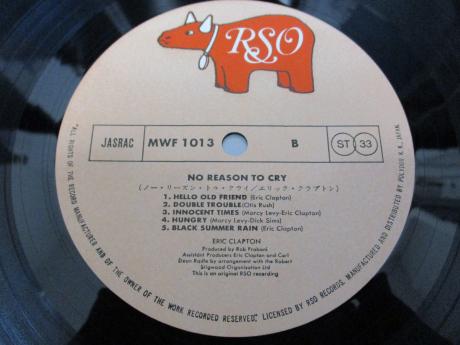 RSO
JASRAC MWF 1013 B ST 33
NO REASON TO CRY
(ノー・リーズン・トゥ・クライ/エリック・クラプトン)
1. HELLO OLD FRIEND (Eric Clapton)
2. DOUBLE TROUBLE (Otis Rush)
3. INNOCENT TIMES (Marcy Levy-Eric Clapton)
4. HUNGRY (Marcy Levy-Dick Sims)
5. BLACK SUMMER RAIN (Eric Clapton)
ERIC CLAPTON
Produced by Rob Fraboni
Assistant Producers Eric Clapton and Carl
Dean Radle by arrangement with the Robert
Stigwood Organisation Ltd
This is an original RSO recording
"ALL RIGHTS OF THE RECORD MANUFACTURES AND OF THE OWNER OF THE WORK RECORDED RESERVED", LICENSED BY RSO RECORDS, MANUFACTURED AND DISTRIBUTED BY POLYDOR K.K., JAPAN.